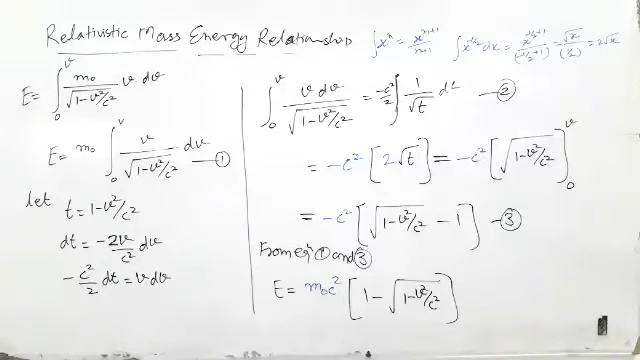 Relativistic Mass Energy Relationship
∫xⁿ = xⁿ⁺¹/n+1   ∫x^(-1/2) dx = x^(-1/2+1)/(-1/2+1) = √x/(1/2) = 2√x
E = ∫₀^v m₀/√(1-v²/c²) v dv
E = m₀ ∫₀^v v/√(1-v²/c²) dv —①
let t = 1-v²/c²
dt = -2v/c² dv
-c²/2 dt = v dv
∫₀^v v dv/√(1-v²/c²) = -c²/2 ∫ 1/√t dt —②
= -c² [2√t] = -c² [√(1-v²/c²)]₀^v
= -c² [√(1-v²/c²) - 1] —③
From eqn ① and ③
E = m₀c² [1 - √(1-v²/c²)]